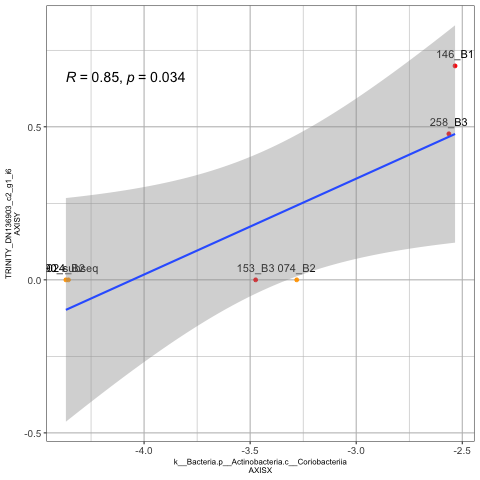 146_B1
R = 0.85, p = 0.034
258_B3
0.5
153_B3 074_B2
0.0
-0.5
-4.0 -3.5 -3.0 -2.5
k__Bacteria.p__Actinobacteria.c__Coriobacteriia
AXISX
TRINITY_DN136903_c2_g1_i6
AXISY